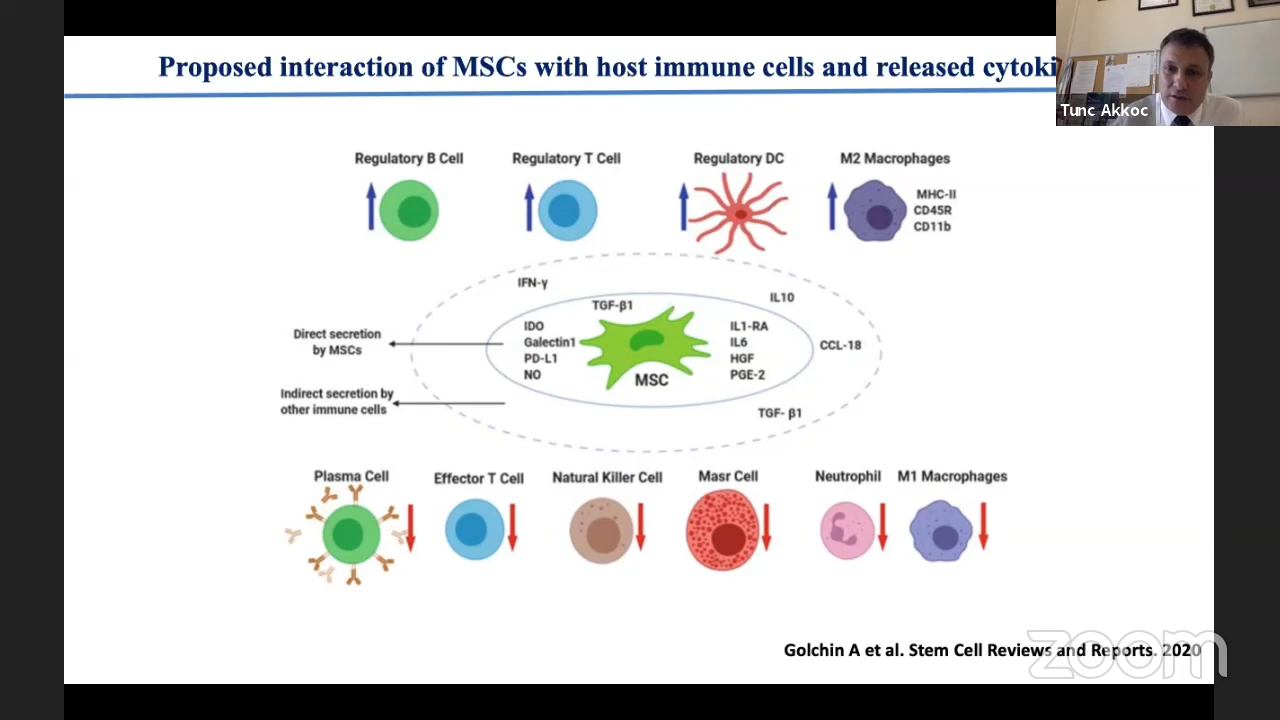 Proposed interaction of MSCs with host immune cells and released cytoki
Tunc Akkoc
Regulatory B Cell
Regulatory T Cell
Regulatory DC
M2 Macrophages
MHC-II
CD45R
CD11b
IFN-γ
IL10
TGF-β1
Direct secretion
by MSCs
IDO
Galectin1
PD-L1
NO
MSC
IL1-RA
IL6
HGF
PGE-2
CCL-18
Indirect secretion by
other immune cells
TGF- β1
Plasma Cell
Effector T Cell
Natural Killer Cell
Masr Cell
Neutrophil
M1 Macrophages
Golchin A et al. Stem Cell Reviews and Reports. 2020
zoom